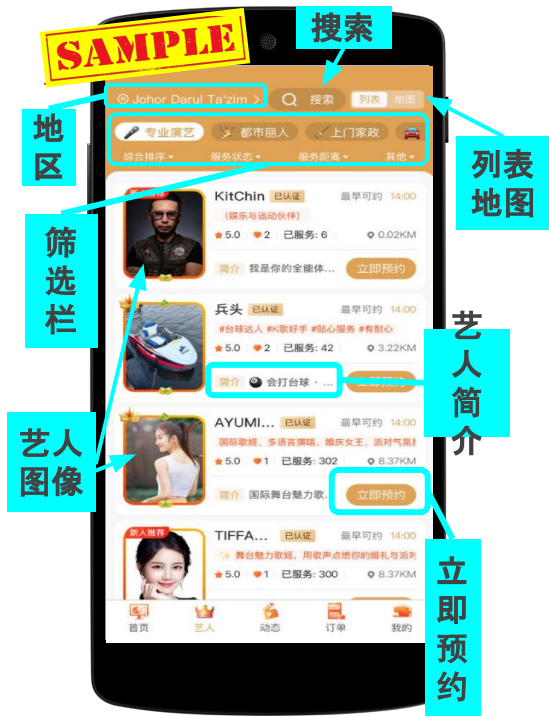 SAMPLE
搜索
Johor Darul Ta'zim
搜索
列表 地图
地区
专业演艺 都市丽人 上门家政
综合排序 服务状态 服务距离 其他
列表地图
筛选栏
KitChin 已认证 最早可约 14:00
(娱乐与运动伙伴)
5.0 2 已服务: 6 0.02KM
简介 我是你的全能体... 立即预约
兵头 已认证 最早可约 14:00
#台球达人 #K歌好手 #贴心服务 #有耐心
5.0 2 已服务: 42 3.22KM
简介 会打台球 · ... 立即预约
艺人简介
艺人图像
AYUMI... 已认证 最早可约 14:00
国际歌姬、多语言演唱、婚庆女王、派对气氛
5.0 1 已服务: 302 8.37KM
简介 国际舞台魅力歌... 立即预约
立即预约
新人推荐
TIFFA... 已认证 最早可约 14:00
舞台魅力歌姬，用歌声点燃你的婚礼与派对
5.0 1 已服务: 300 8.37KM
首页 艺人 动态 订单 我的